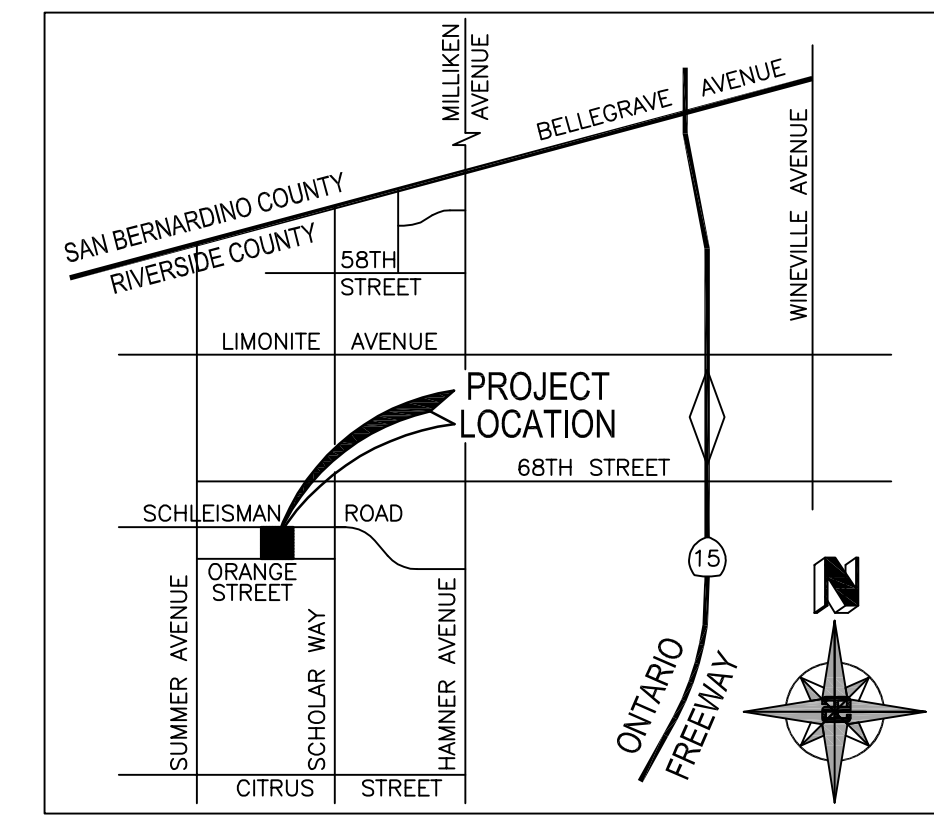 MILLIKEN
AVENUE
BELLEGRAVE AVENUE
WINEVILLE AVENUE
SAN BERNARDINO COUNTY
RIVERSIDE COUNTY
58TH
STREET
LIMONITE AVENUE
PROJECT
LOCATION
68TH STREET
SCHLEISMAN ROAD
15
N
ORANGE
STREET
SUMMER AVENUE
SCHOLAR WAY
HAMNER AVENUE
ONTARIO
FREEWAY
CITRUS STREET